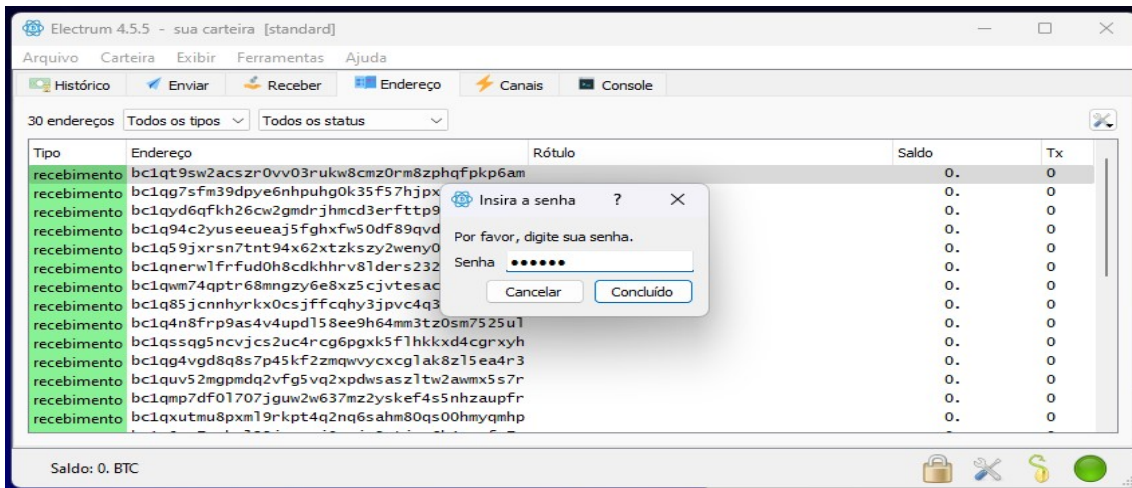 Electrum 4.5.5 - sua carteira [standard]
Arquivo Carteira Exibir Ferramentas Ajuda
Histórico Enviar Receber Endereço Canais Console
30 endereços Todos os tipos Todos os status
Tipo Endereço Rótulo Saldo Tx
recebimento bc1qt9sw2acszr0vv03rukw8cmz0rm8zphqfpkp6am 0. 0
recebimento bc1qg7sfm39dpye6nhpuhg0k35f57hjpx 0. 0
recebimento bc1qyd6qfkh26cw2gmdrjhmcd3erfttp9 0. 0
recebimento bc1q94c2yuseeueaj5fghxfw50df89qvd 0. 0
recebimento bc1q59jxrsn7tnt94x62xtzkszy2weny0 0. 0
recebimento bc1qnerwlfrfud0h8cdkhhrv8lders232 0. 0
recebimento bc1qwm74qptr68mngzy6e8xz5cjvtesac 0. 0
recebimento bc1q85jcnnhyrkx0csjffcqhy3jpvc4q3 0. 0
recebimento bc1q4n8frp9as4v4updl58ee9h64mm3tz0sm7525ul 0. 0
recebimento bc1qssqg5ncvjcs2uc4rcg6pgxk5flhkkxd4cgrxyh 0. 0
recebimento bc1qg4vgd8q8s7p45kf2zmqwvycxcglak8zl5ea4r3 0. 0
recebimento bc1quv52mgpmdq2vfg5vq2xpdwsaszltw2awmx5s7r 0. 0
recebimento bc1qmp7df0l707jguw2w637mz2yskef4s5nhzaupfr 0. 0
recebimento bc1qxutmu8pxml9rkpt4q2nq6sahm80qs00hmyqmhp 0. 0
Insira a senha ?
Por favor, digite sua senha.
Senha ●●●●●●
Cancelar Concluído
Saldo: 0. BTC